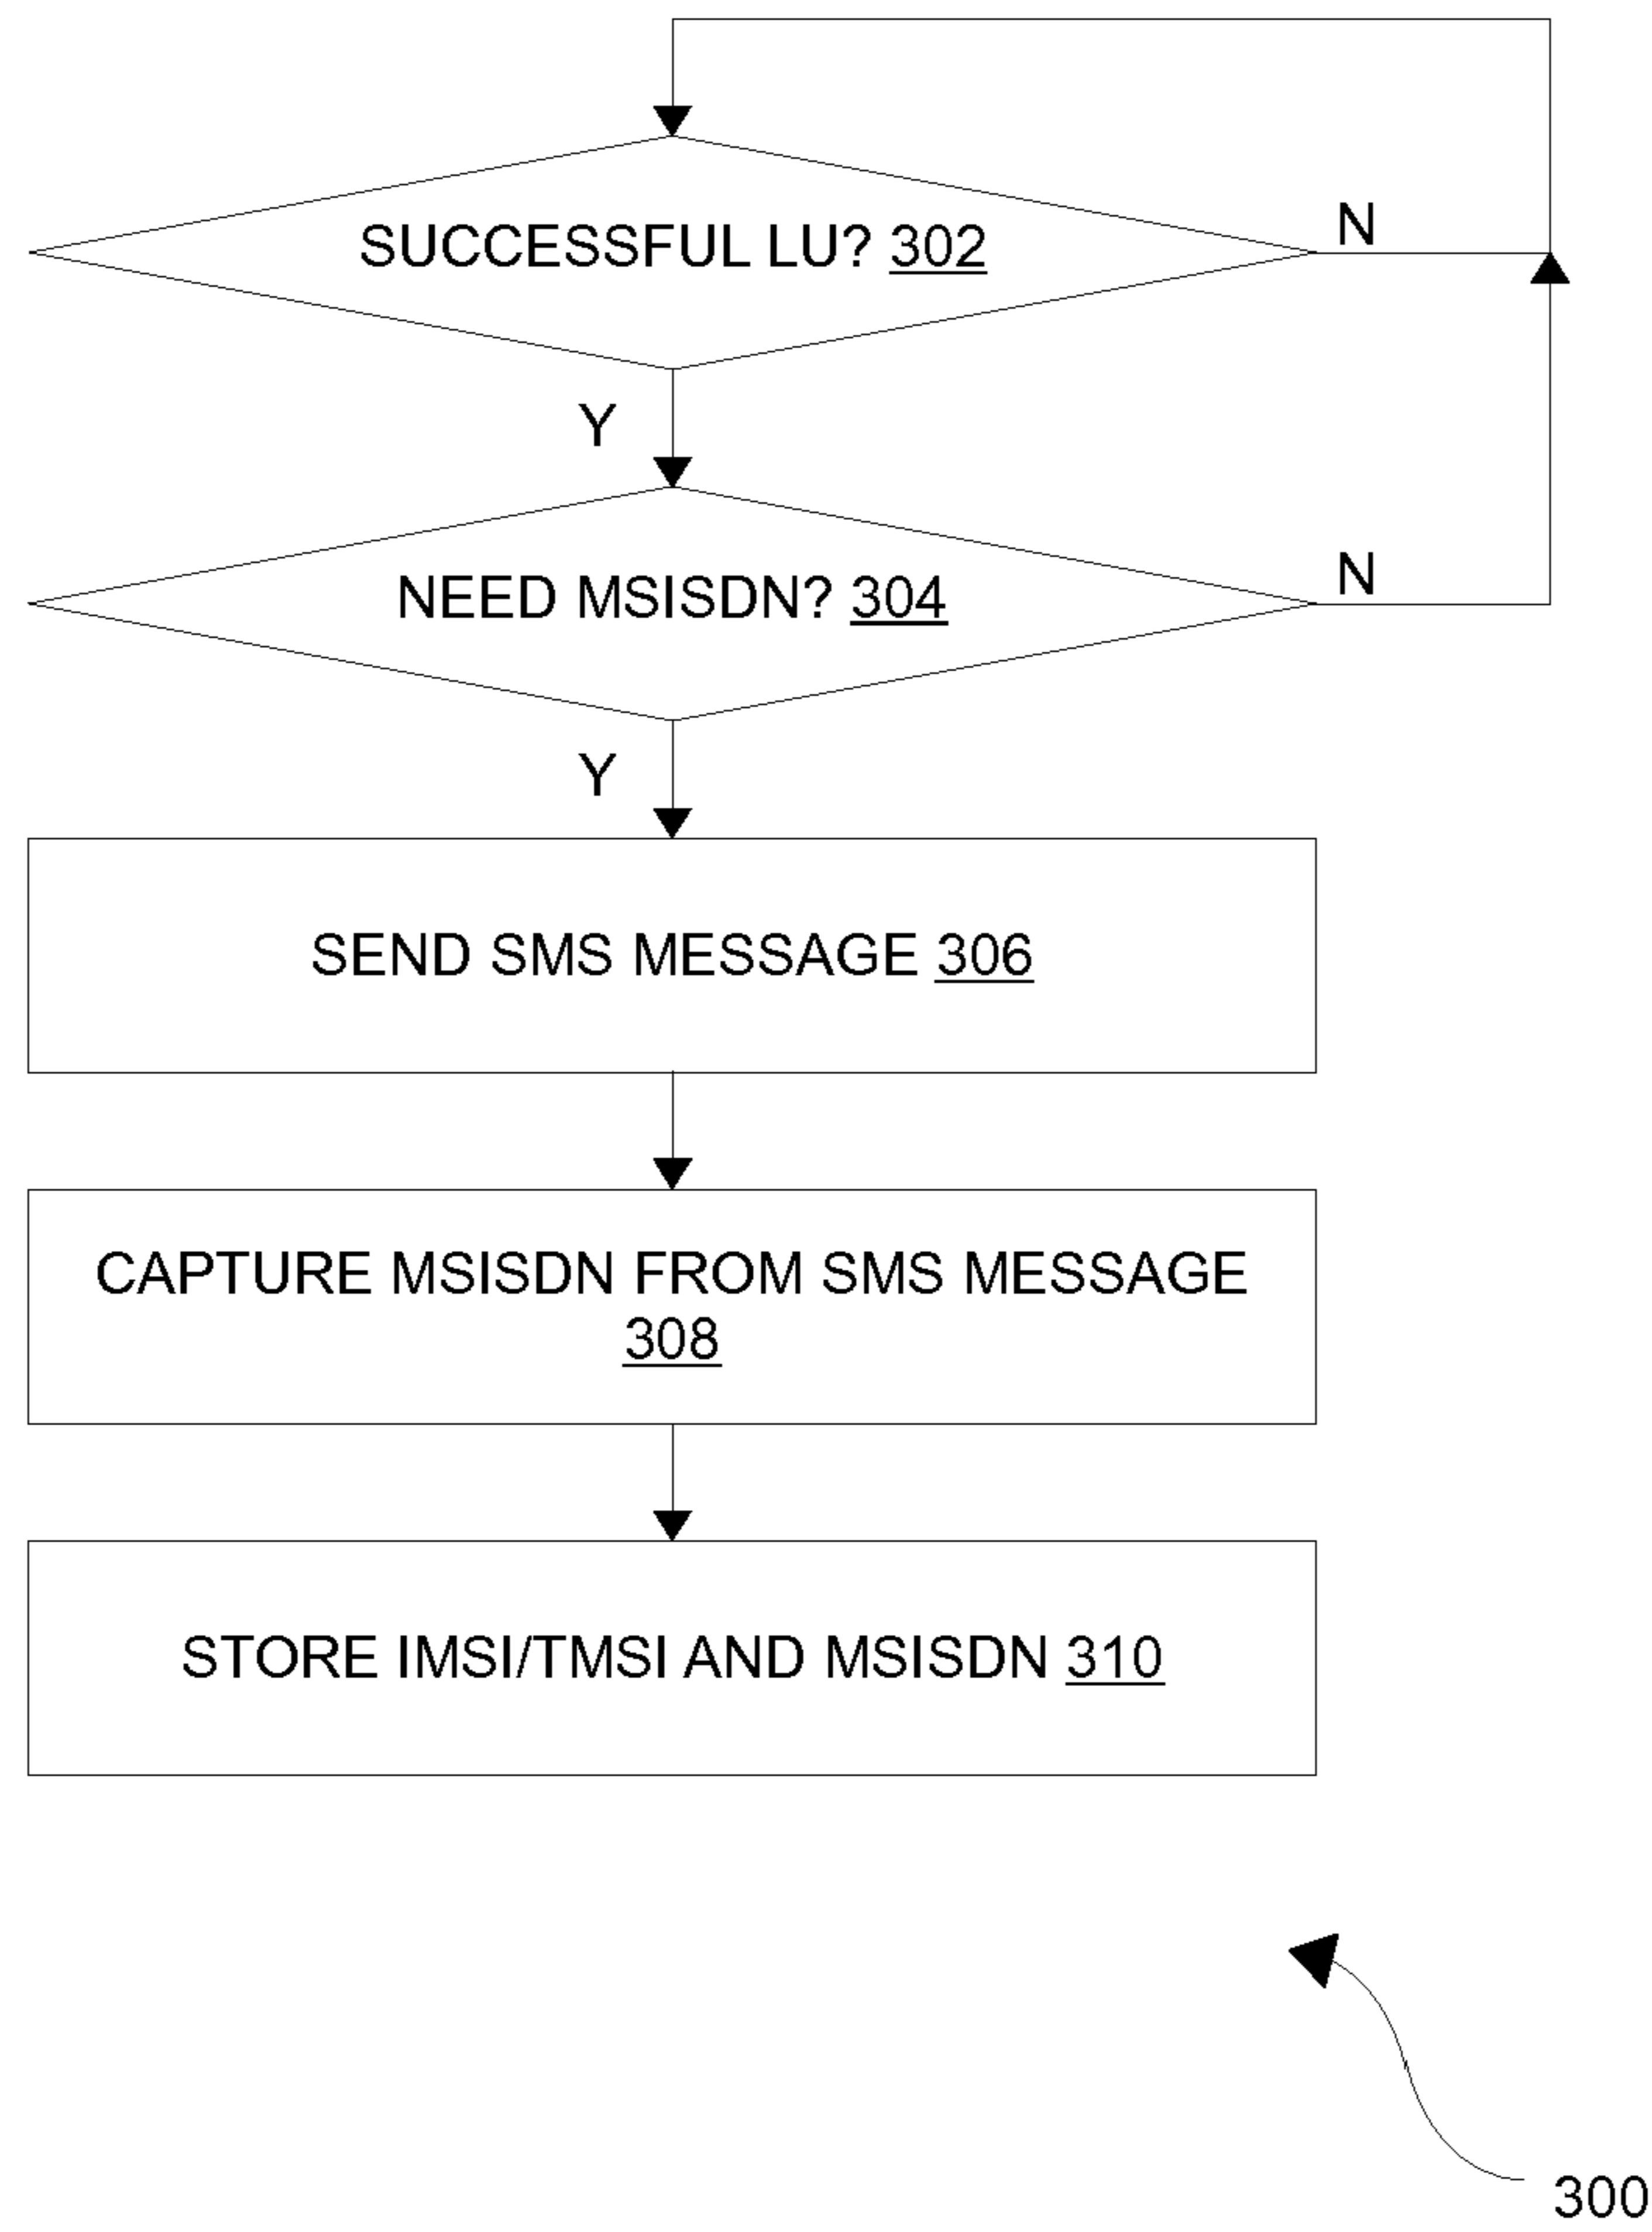 SUCCESSFUL LU? 302
N
Y
NEED MSISDN? 304
N
Y
SEND SMS MESSAGE 306
CAPTURE MSISDN FROM SMS MESSAGE
308
STORE IMSI/TMSI AND MSISDN 310
300